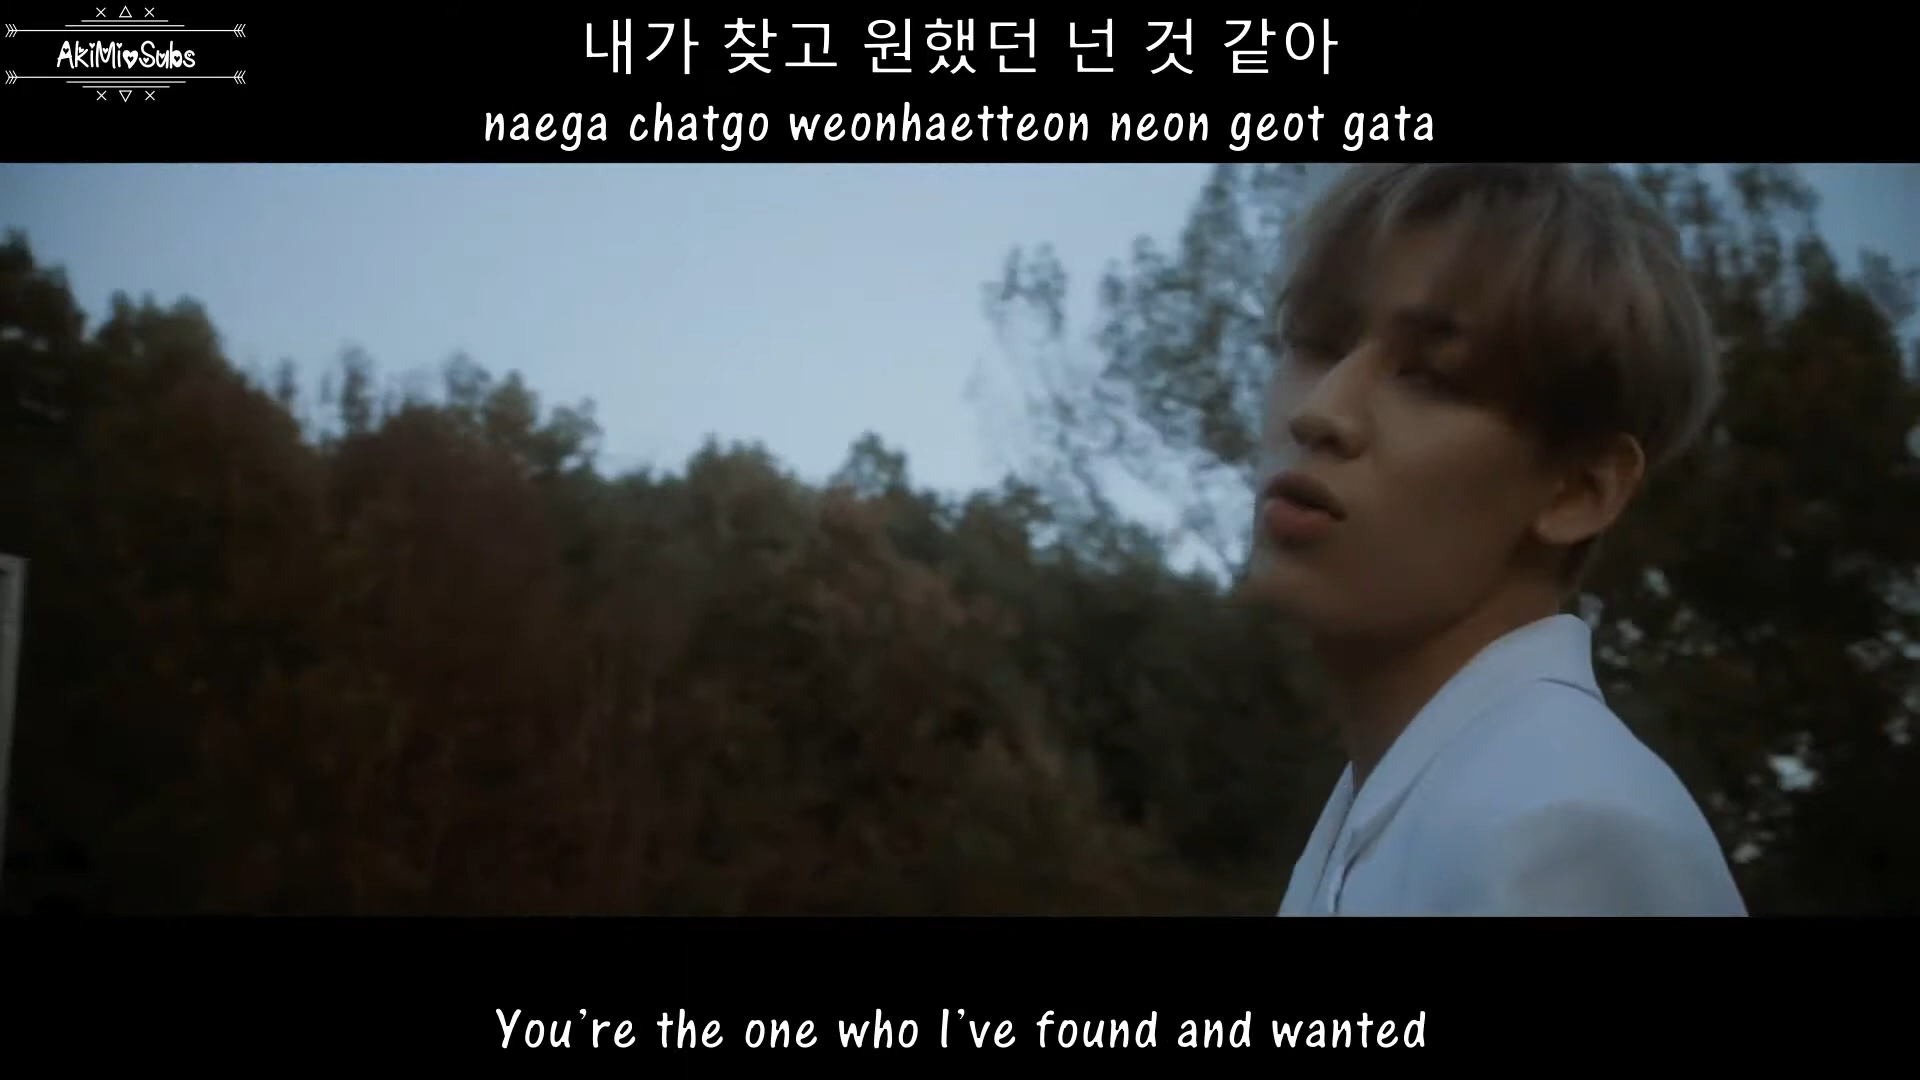 AkiMi♥Subs
내가 찾고 원했던 넌 것 같아
naega chatgo weonhaetteon neon geot gata
You're the one who I've found and wanted